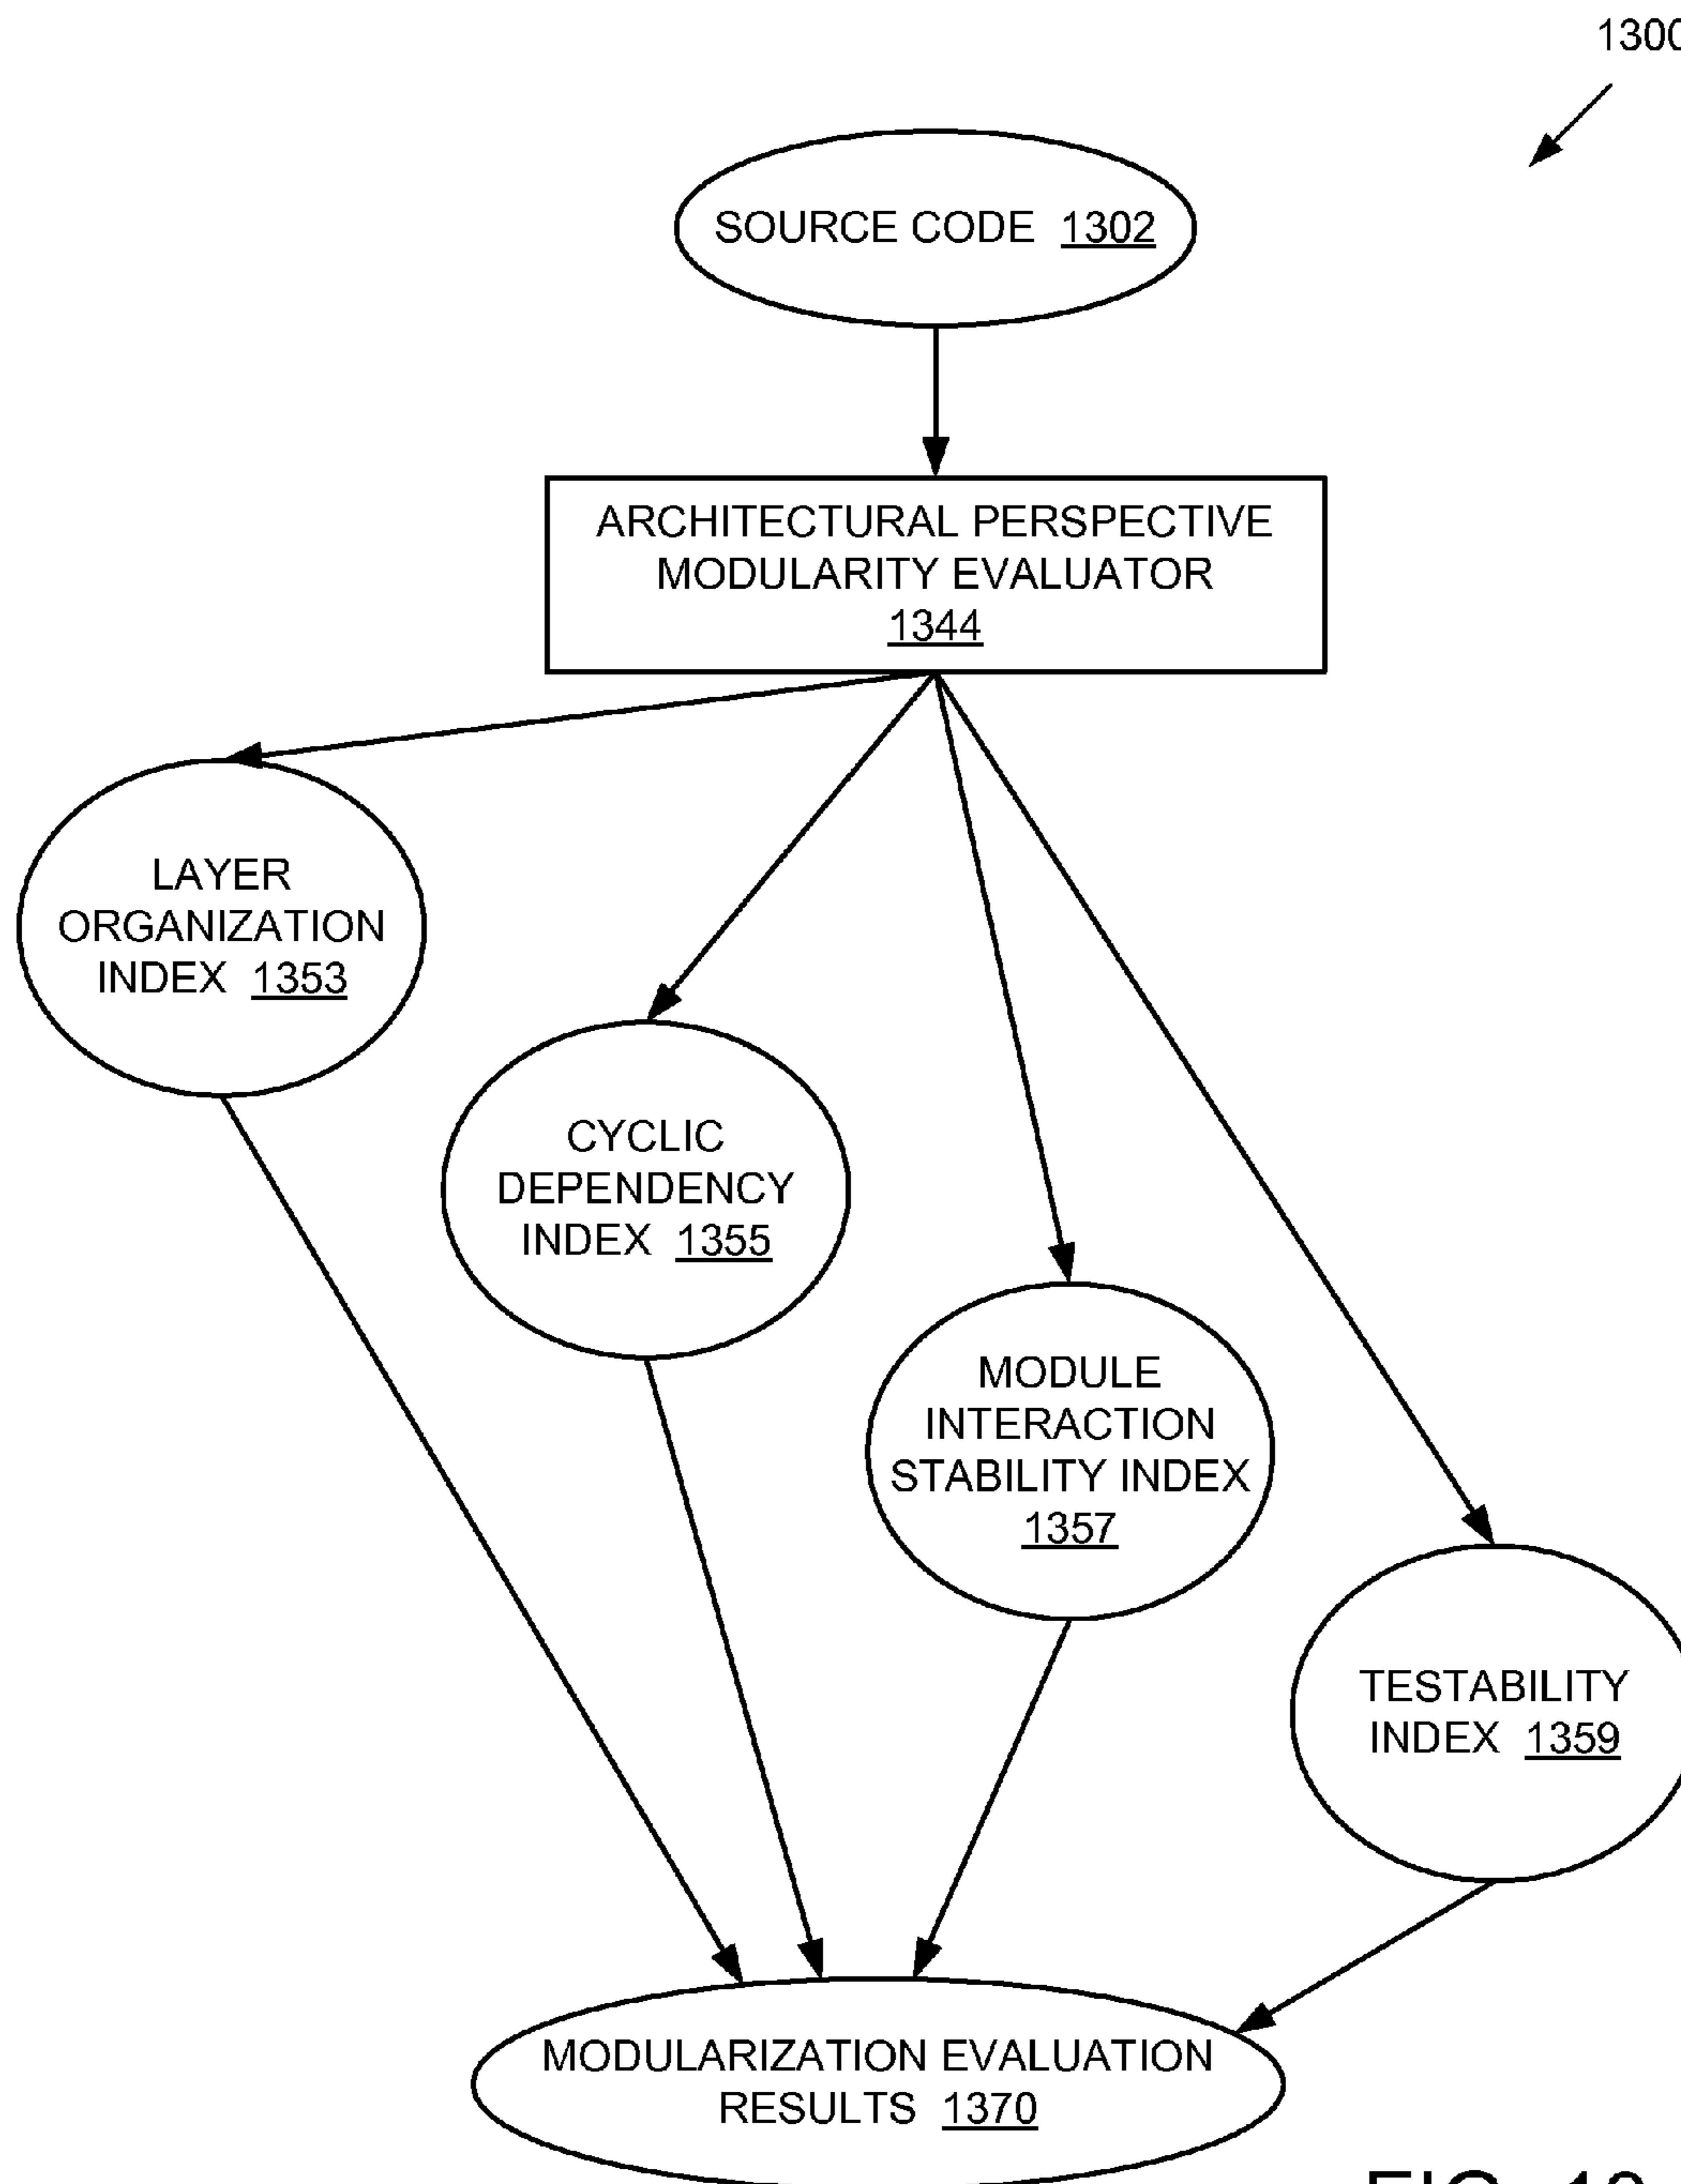 1300
SOURCE CODE 1302
ARCHITECTURAL PERSPECTIVE
MODULARITY EVALUATOR
1344
LAYER
ORGANIZATION
INDEX 1353
CYCLIC
DEPENDENCY
INDEX 1355
MODULE
INTERACTION
STABILITY INDEX
1357
TESTABILITY
INDEX 1359
MODULARIZATION EVALUATION
RESULTS 1370
FIG.